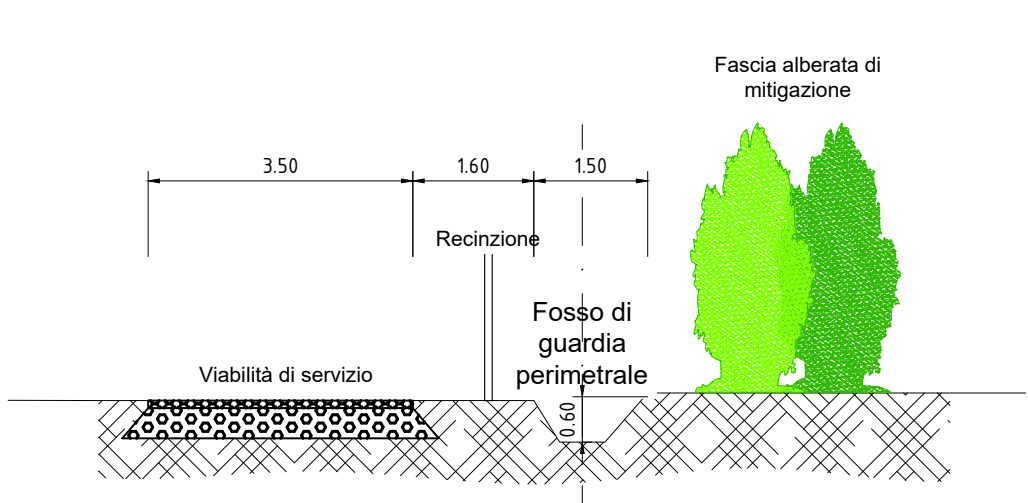 Fascia alberata di
mitigazione
3.50
1.60
1.50
Recinzione
Fosso di
guardia
perimetrale
Viabilità di servizio
0.60